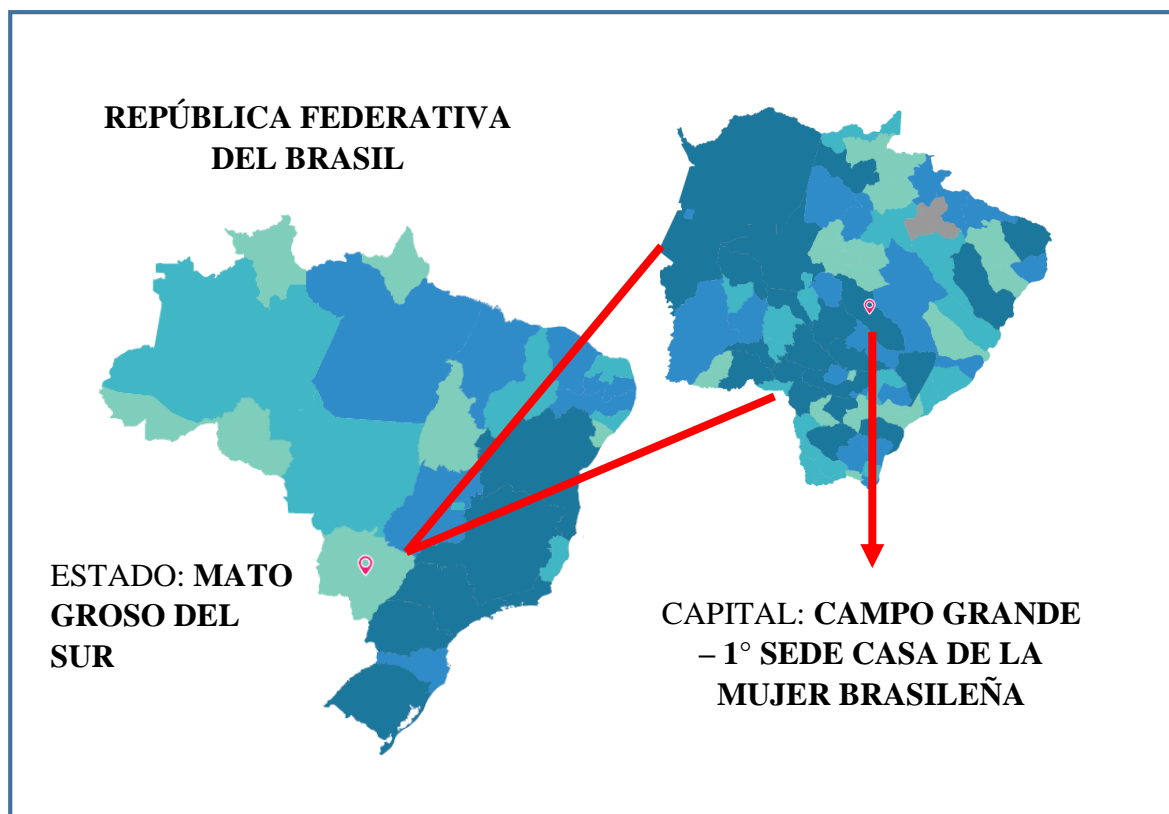 REPÚBLICA FEDERATIVA
DEL BRASIL
ESTADO: MATO
GROSO DEL
SUR
CAPITAL: CAMPO GRANDE
– 1° SEDE CASA DE LA
MUJER BRASILEÑA